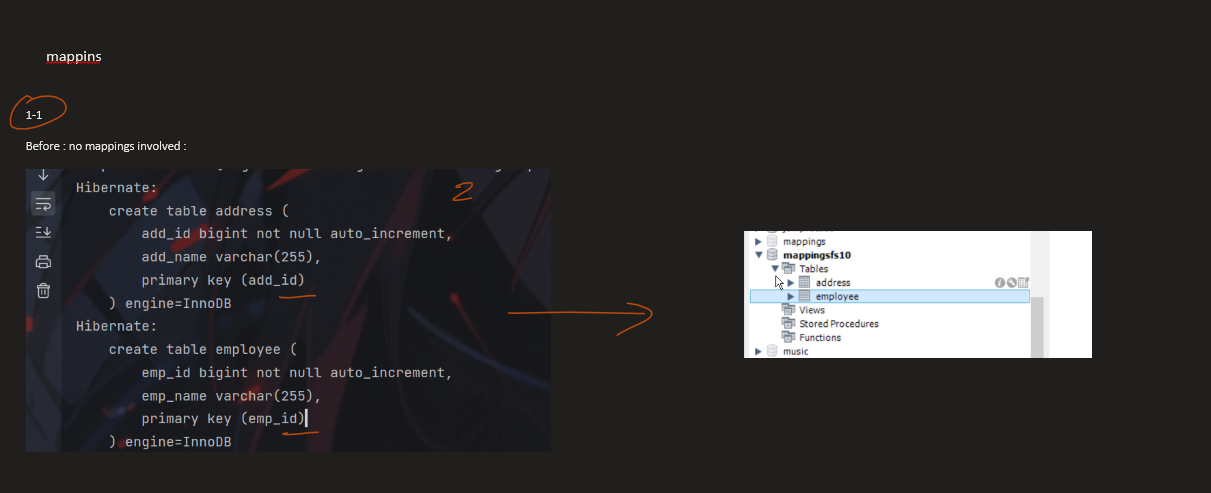 mappins
1-1
Before : no mappings involved :
2
Hibernate:
create table address (
add_id bigint not null auto_increment,
add_name varchar(255),
primary key (add_id)
) engine=InnoDB
Hibernate:
create table employee (
emp_id bigint not null auto_increment,
emp_name varchar(255),
primary key (emp_id)
) engine=InnoDB
mappings
mappingsfs10
Tables
address
employee
Views
Stored Procedures
Functions
music